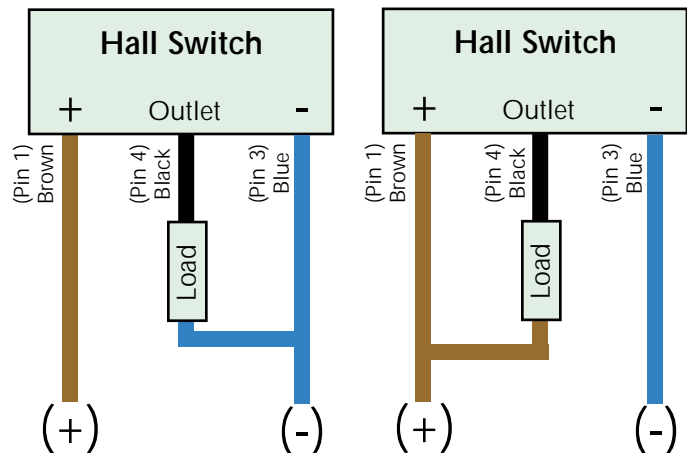 Hall Switch
+ Outlet -
(Pin 1)
Brown
(Pin 4)
Black
(Pin 3)
Blue
Load
(+) (-)
Hall Switch
+ Outlet -
(Pin 1)
Brown
(Pin 4)
Black
(Pin 3)
Blue
Load
(+) (-)